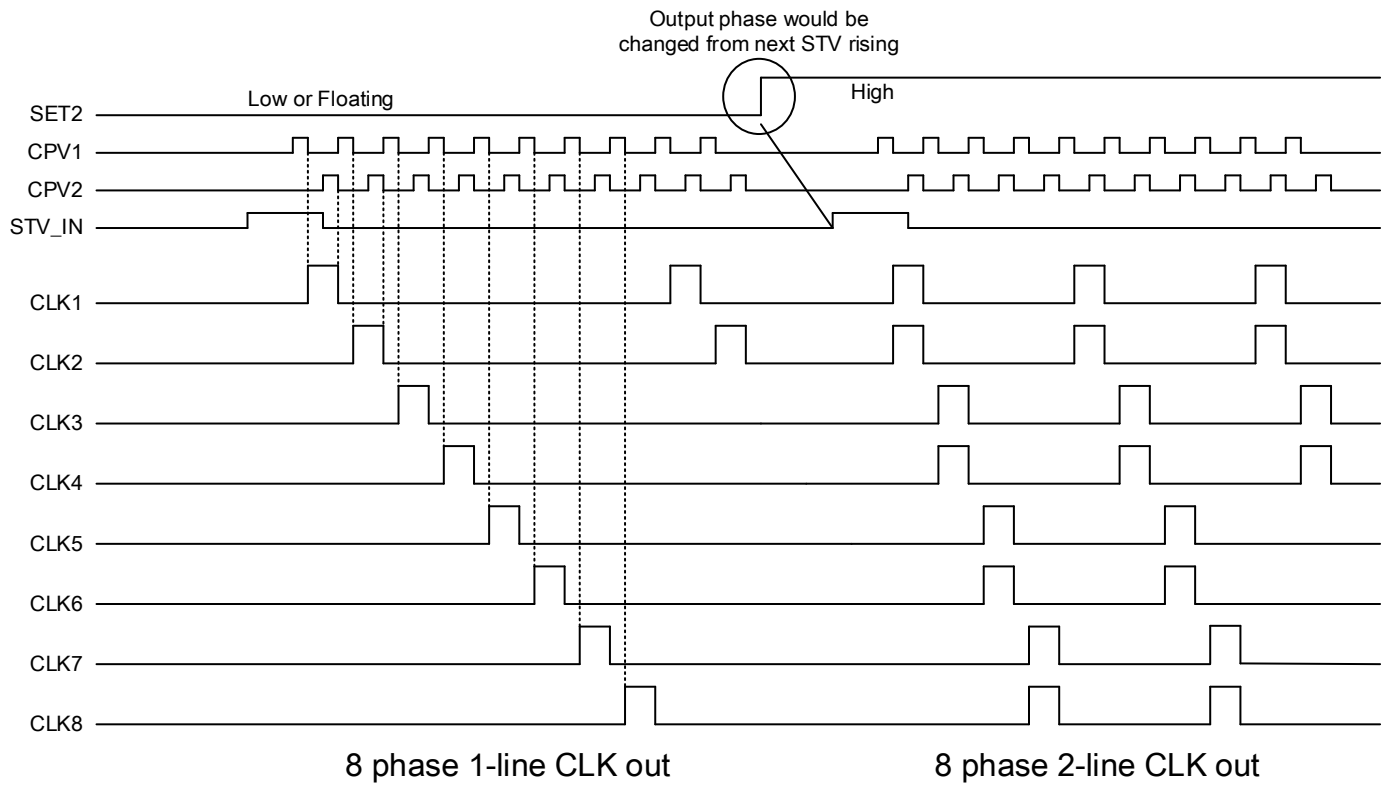 Output phase would be
changed from next STV rising
Low or Floating
High
SET2
CPV1
CPV2
STV_IN
CLK1
CLK2
CLK3
CLK4
CLK5
CLK6
CLK7
CLK8
8 phase 1-line CLK out
8 phase 2-line CLK out